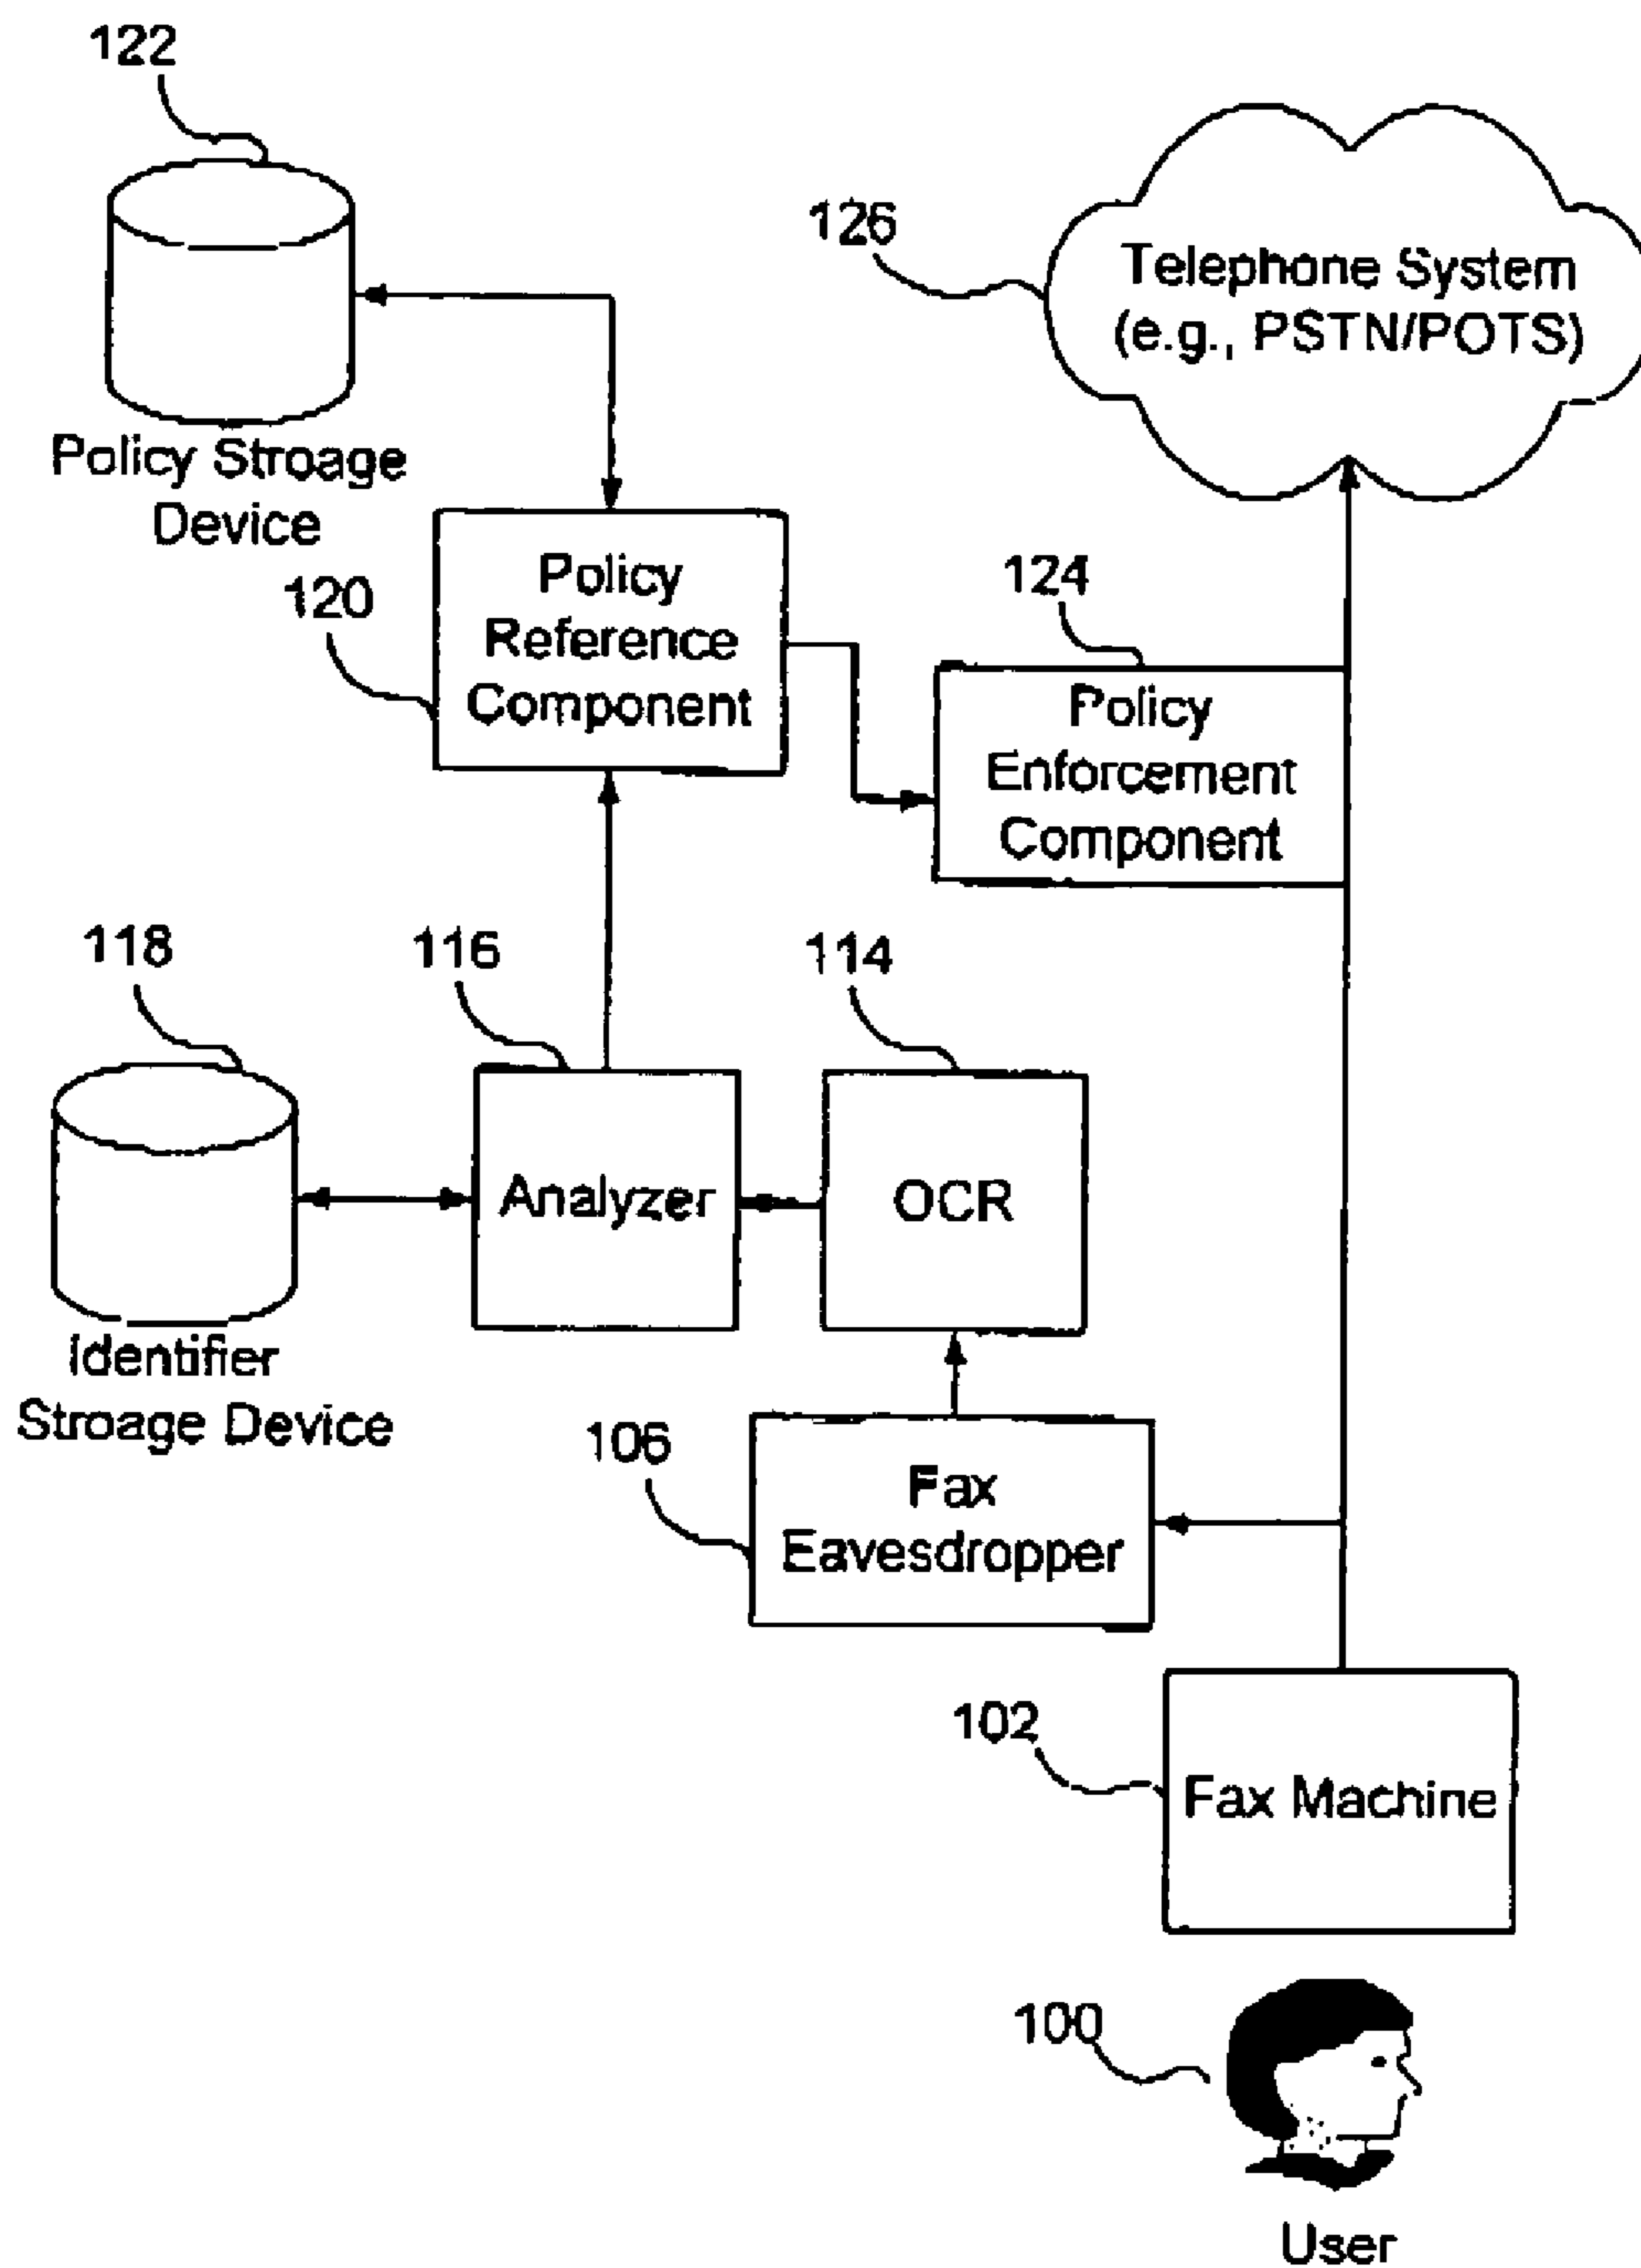 122
126
Telephone System
(e.g., PSTN/POTS)
Policy Stroage
Device
120
Policy
Reference
Component
124
Policy
Enforcement
Component
118
116
114
Analyzer
OCR
Identifier
Stroage Device
106
Fax
Eavesdropper
102
Fax Machine
100
User